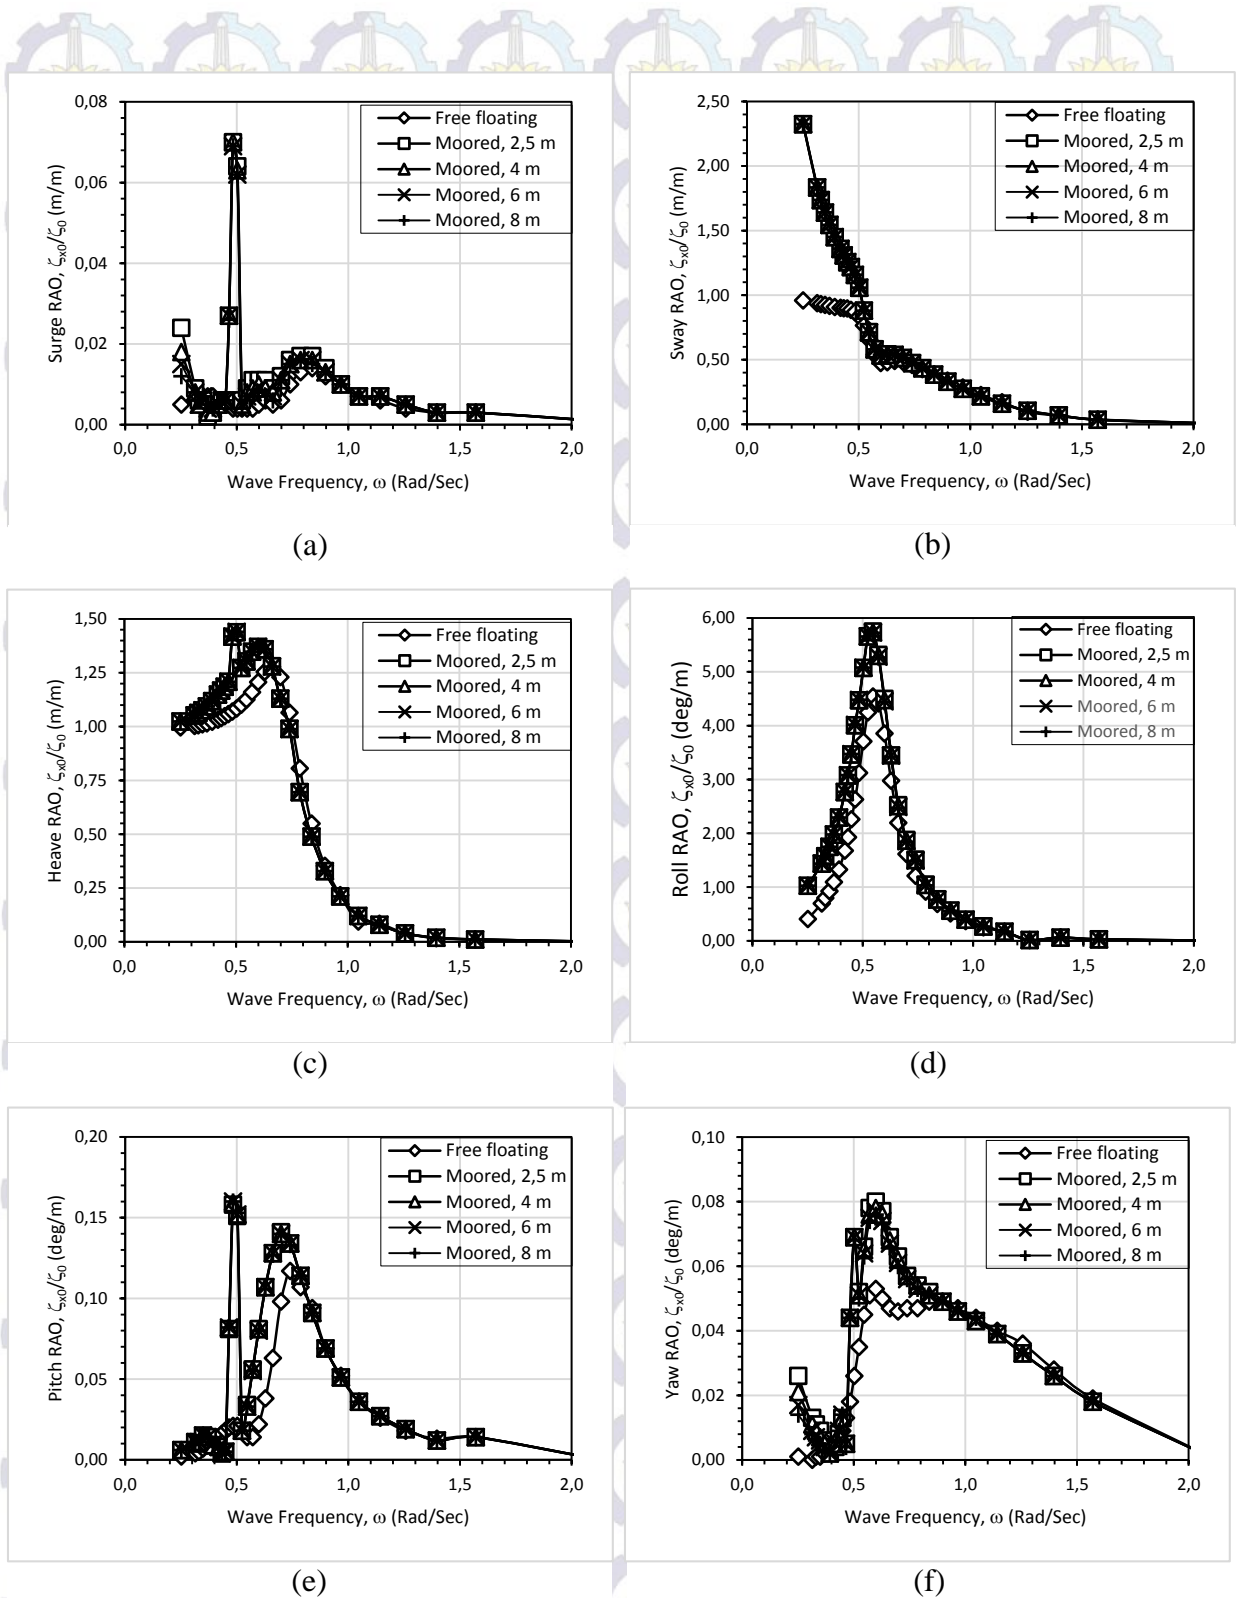 0,08
0,06
0,04
0,02
0,00
Surge RAO, ζx0/ζ0 (m/m)
Free floating
Moored, 2,5 m
Moored, 4 m
Moored, 6 m
Moored, 8 m
0,0 0,5 1,0 1,5 2,0
Wave Frequency, ω (Rad/Sec)
(a)
2,50
2,00
1,50
1,00
0,50
0,00
Sway RAO, ζx0/ζ0 (m/m)
Free floating
Moored, 2,5 m
Moored, 4 m
Moored, 6 m
Moored, 8 m
0,0 0,5 1,0 1,5 2,0
Wave Frequency, ω (Rad/Sec)
(b)
1,50
1,25
1,00
0,75
0,50
0,25
0,00
Heave RAO, ζx0/ζ0 (m/m)
Free floating
Moored, 2,5 m
Moored, 4 m
Moored, 6 m
Moored, 8 m
0,0 0,5 1,0 1,5 2,0
Wave Frequency, ω (Rad/Sec)
(c)
6,00
5,00
4,00
3,00
2,00
1,00
0,00
Roll RAO, ζx0/ζ0 (deg/m)
Free floating
Moored, 2,5 m
Moored, 4 m
Moored, 6 m
Moored, 8 m
0,0 0,5 1,0 1,5 2,0
Wave Frequency, ω (Rad/Sec)
(d)
0,20
0,15
0,10
0,05
0,00
Pitch RAO, ζx0/ζ0 (deg/m)
Free floating
Moored, 2,5 m
Moored, 4 m
Moored, 6 m
Moored, 8 m
0,0 0,5 1,0 1,5 2,0
Wave Frequency, ω (Rad/Sec)
(e)
0,10
0,08
0,06
0,04
0,02
0,00
Yaw RAO, ζx0/ζ0 (deg/m)
Free floating
Moored, 2,5 m
Moored, 4 m
Moored, 6 m
Moored, 8 m
0,0 0,5 1,0 1,5 2,0
Wave Frequency, ω (Rad/Sec)
(f)